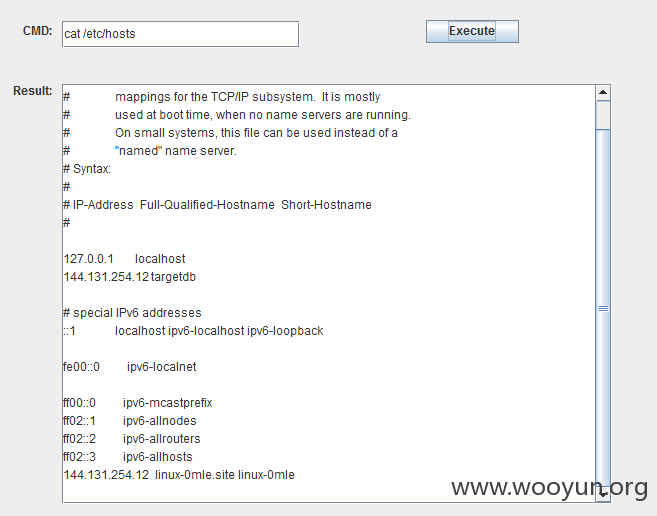 CMD: cat /etc/hosts Execute
Result:
# mappings for the TCP/IP subsystem. It is mostly
# used at boot time, when no name servers are running.
# On small systems, this file can be used instead of a
# "named" name server.
# Syntax:
#
# IP-Address Full-Qualified-Hostname Short-Hostname
#
127.0.0.1 localhost
144.131.254.12 targetdb
# special IPv6 addresses
::1 localhost ipv6-localhost ipv6-loopback
fe00::0 ipv6-localnet
ff00::0 ipv6-mcastprefix
ff02::1 ipv6-allnodes
ff02::2 ipv6-allrouters
ff02::3 ipv6-allhosts
144.131.254.12 linux-0mle.site linux-0mle
www.wooyun.org